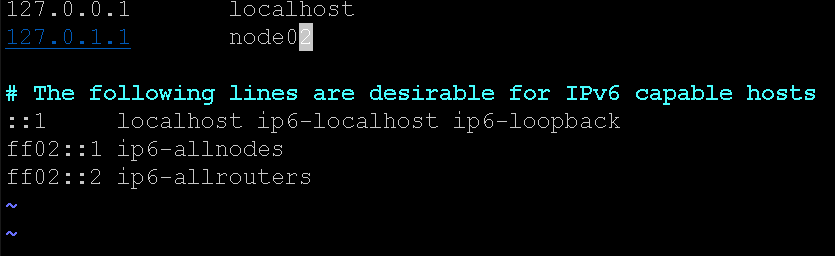 127.0.0.1       localhost
127.0.1.1       node02

# The following lines are desirable for IPv6 capable hosts
::1     localhost ip6-localhost ip6-loopback
ff02::1 ip6-allnodes
ff02::2 ip6-allrouters
~
~